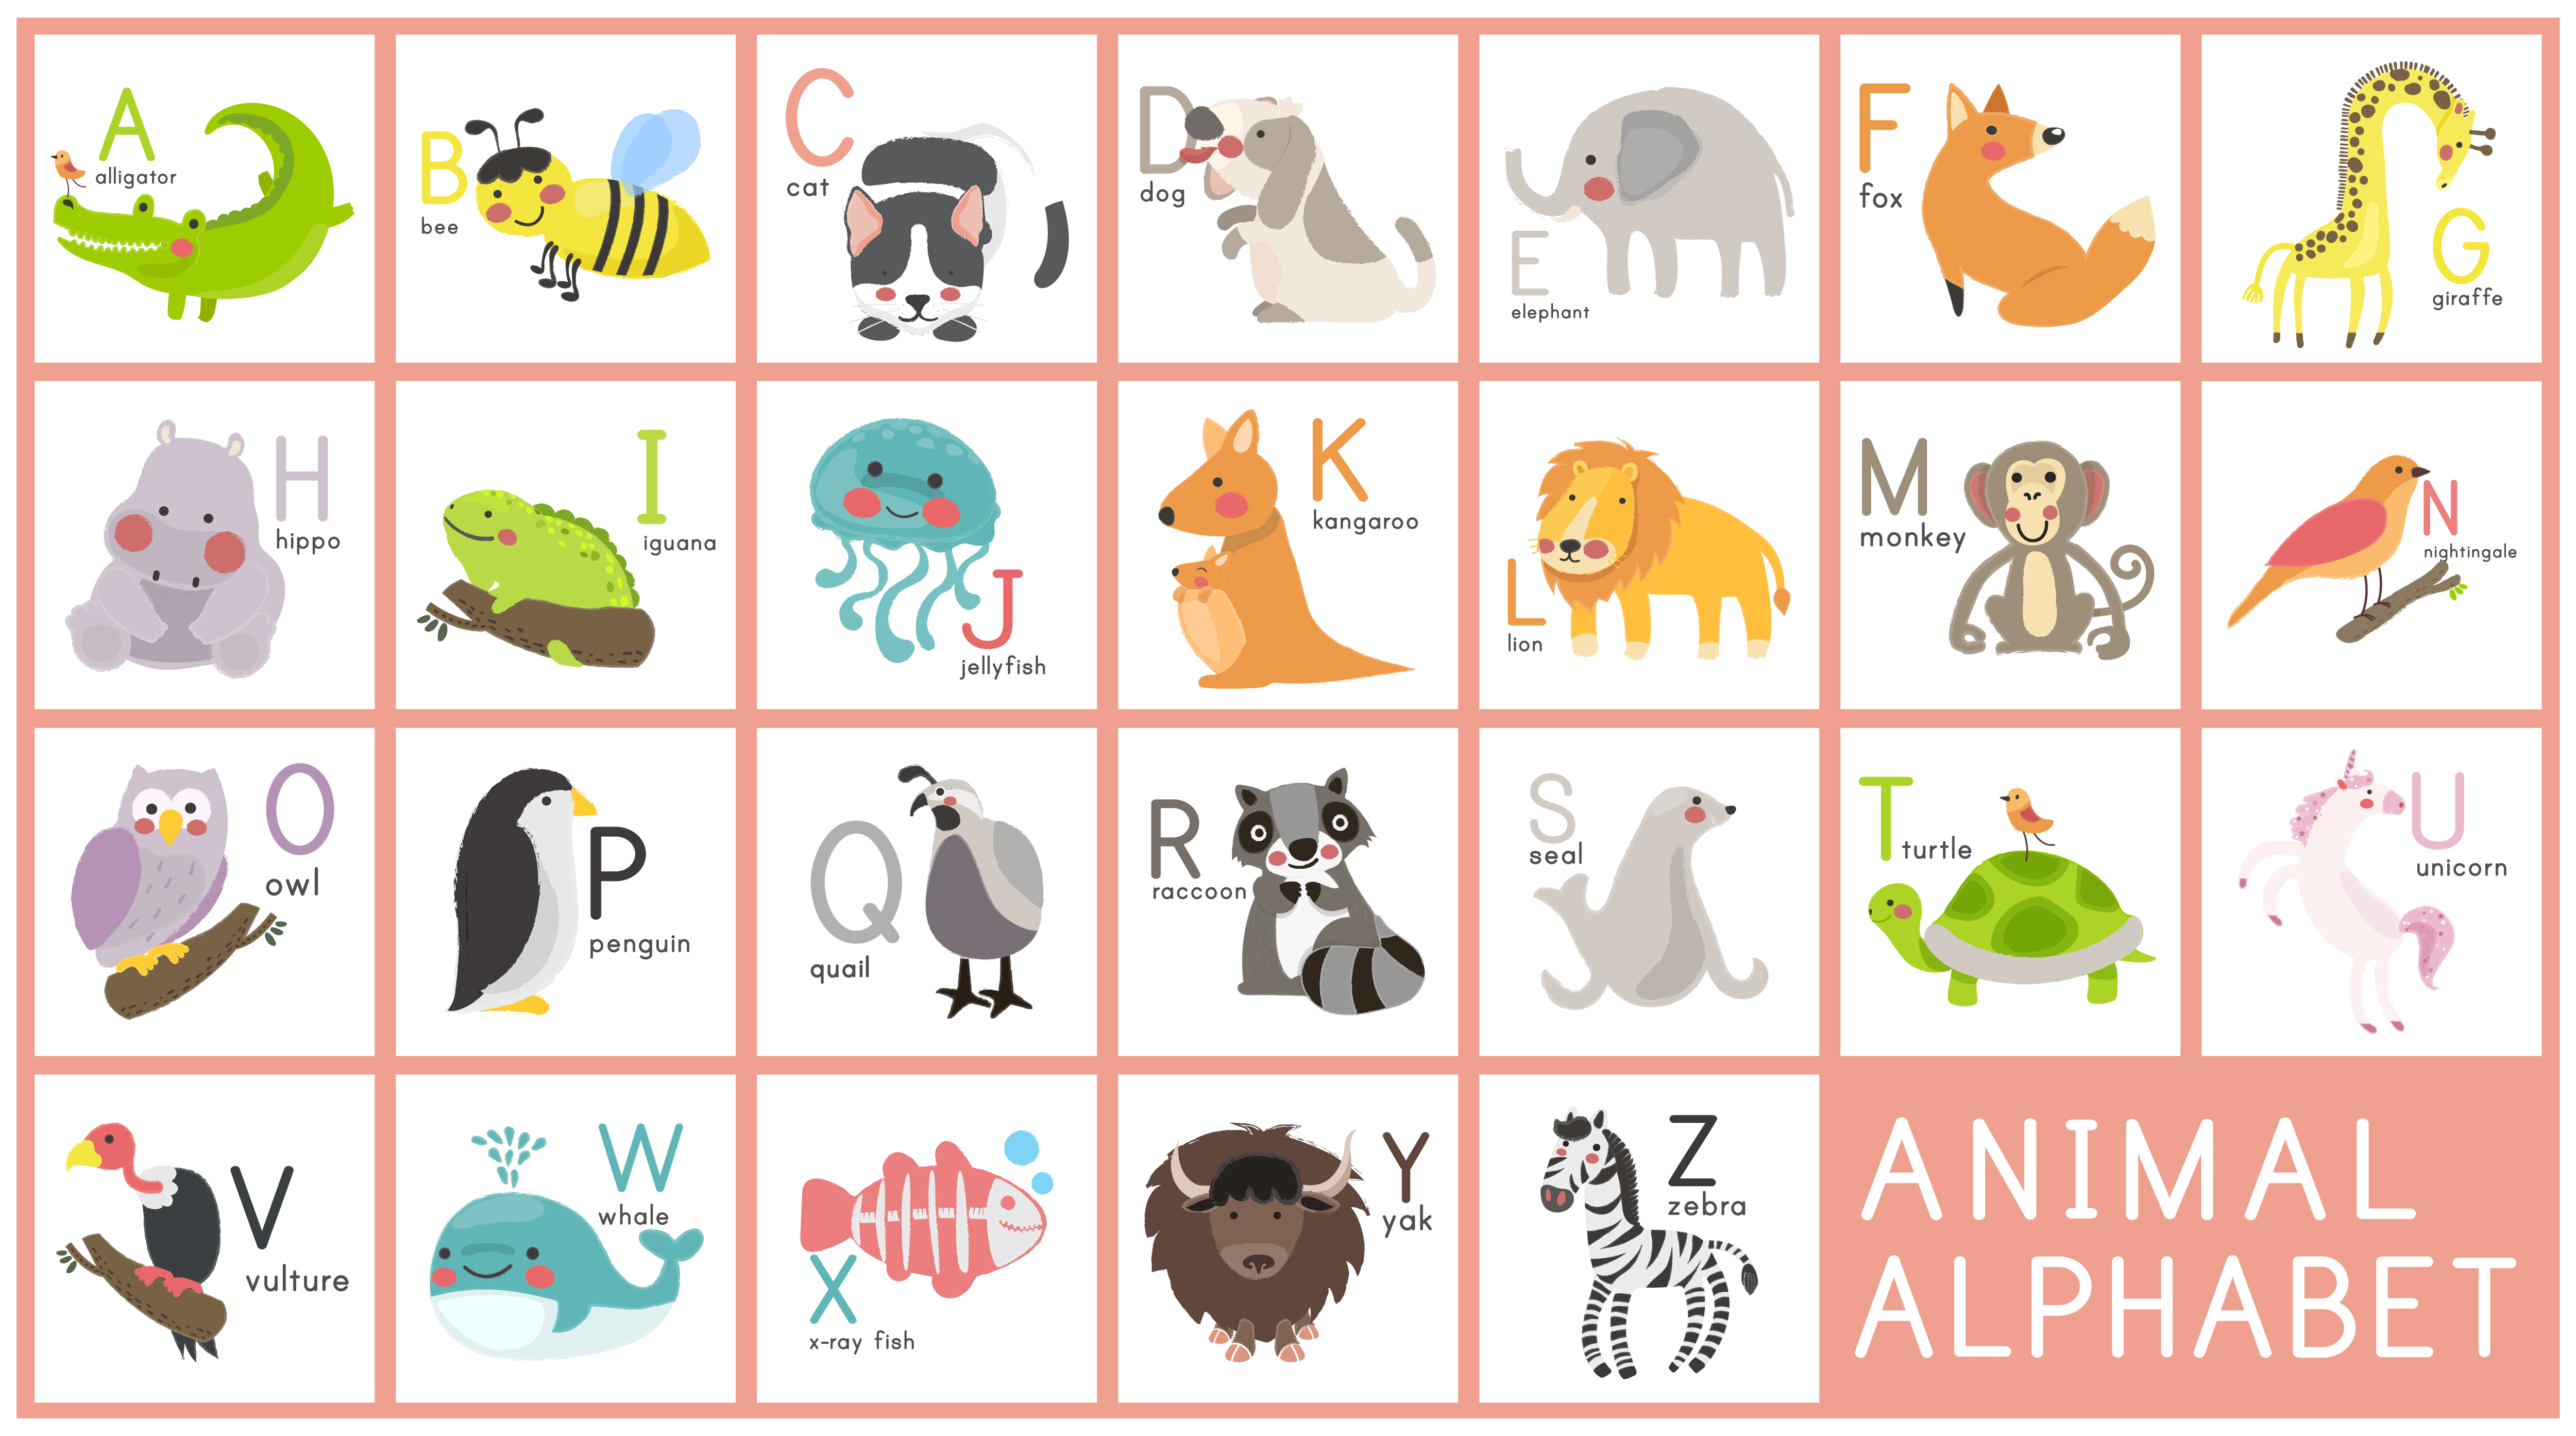 A
alligator
B
bee
C
cat
D
dog
E
elephant
F
fox
G
giraffe
H
hippo
I
iguana
J
jellyfish
K
kangaroo
L
lion
M
monkey
N
nightingale
O
owl
P
penguin
Q
quail
R
raccoon
S
seal
T
turtle
U
unicorn
V
vulture
W
whale
X
x-ray fish
Y
yak
Z
zebra
ANIMAL
ALPHABET